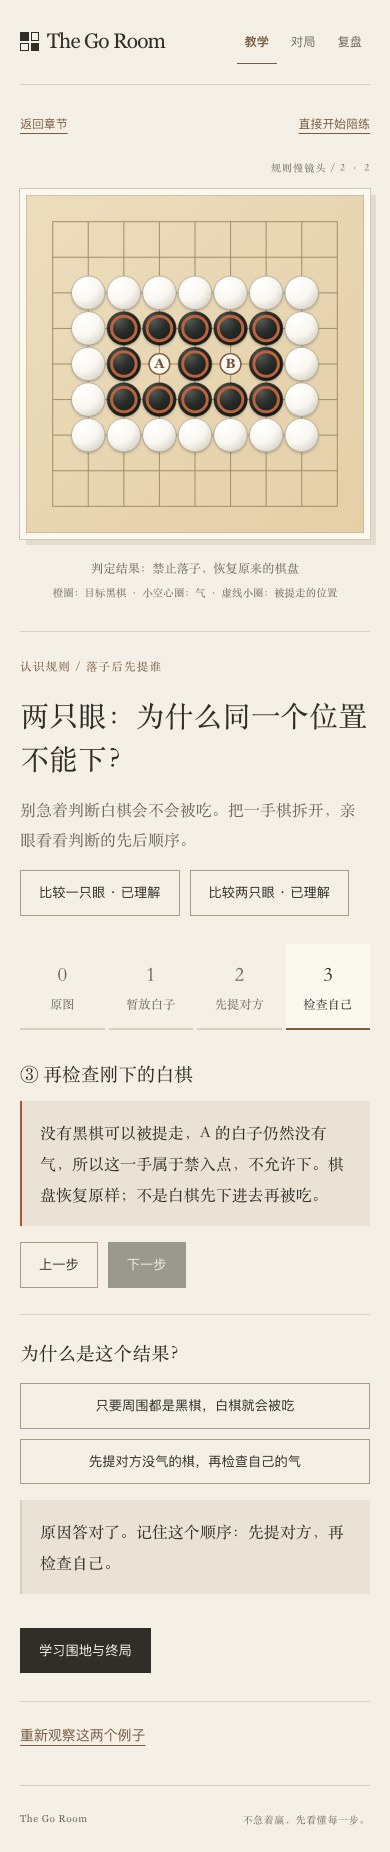 The Go Room
教学 对局 复盘
返回章节 直接开始陪练
规则慢镜头 / 2 · 2
A B
判定结果：禁止落子，恢复原来的棋盘
橙圈：目标黑棋 · 小空心圈：气 · 虚线小圈：被提走的位置
认识规则 / 落子后先提谁
两只眼：为什么同一个位置
不能下？
别急着判断白棋会不会被吃。把一手棋拆开，亲
眼看看判断的先后顺序。
比较一只眼 · 已理解 比较两只眼 · 已理解
0 1 2 3
原图 暂放白子 先提对方 检查自己
③ 再检查刚下的白棋
没有黑棋可以被提走，A 的白子仍然没有
气，所以这一手属于禁入点，不允许下。棋
盘恢复原样；不是白棋先下进去再被吃。
上一步 下一步
为什么是这个结果？
只要周围都是黑棋，白棋就会被吃
先提对方没气的棋，再检查自己的气
原因答对了。记住这个顺序：先提对方，再
检查自己。
学习围地与终局
重新观察这两个例子
The Go Room 不急着赢，先看懂每一步。